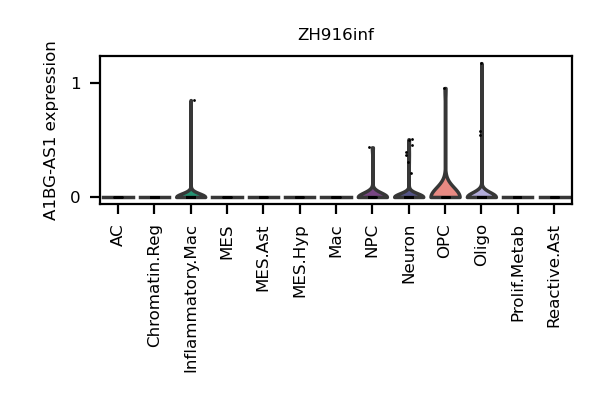 ZH916inf
A1BG-AS1 expression
1
0
AC
Chromatin.Reg
Inflammatory.Mac
MES
MES.Ast
MES.Hyp
Mac
NPC
Neuron
OPC
Oligo
Prolif.Metab
Reactive.Ast